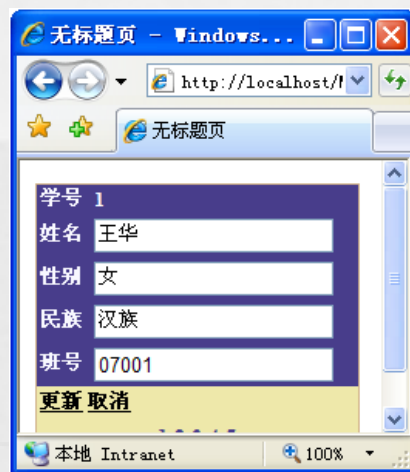 无标题页 - Windows...
http://localhost/
无标题页
学号 1
姓名 王华
性别 女
民族 汉族
班号 07001
更新 取消
本地 Intranet 100%